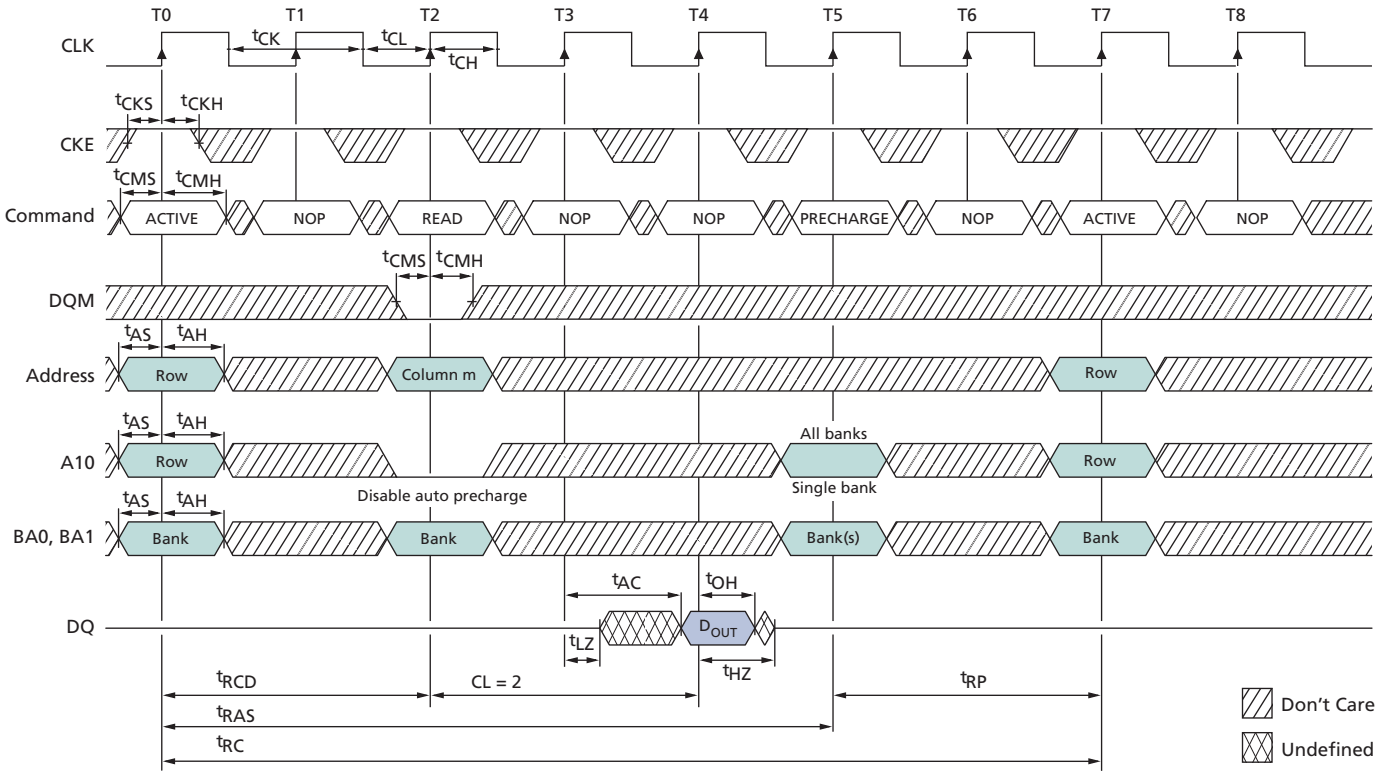 T0 T1 T2 T3 T4 T5 T6 T7 T8
CLK
tCK
tCL
tCH
tCKS tCKH
CKE
tCMS tCMH
Command ACTIVE NOP READ NOP NOP PRECHARGE NOP ACTIVE NOP
tCMS tCMH
DQM
tAS tAH
Address Row Column m Row
tAS tAH
All banks
A10 Row Row
Disable auto precharge
Single bank
tAS tAH
BA0, BA1 Bank Bank Bank(s) Bank
tAC tOH
DQ DOUT
tLZ tHZ
tRCD CL = 2 tRP
tRAS
tRC
Don't Care
Undefined